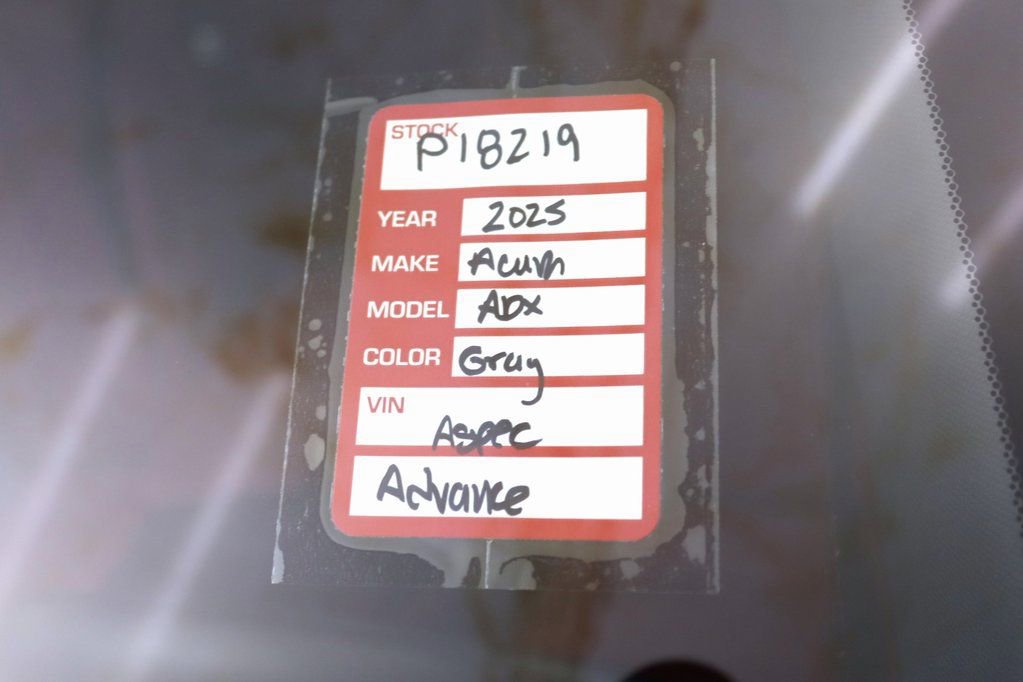 STOCK P18219
YEAR 2025
MAKE Acura
MODEL ADX
COLOR Gray
VIN Aspec
Advance